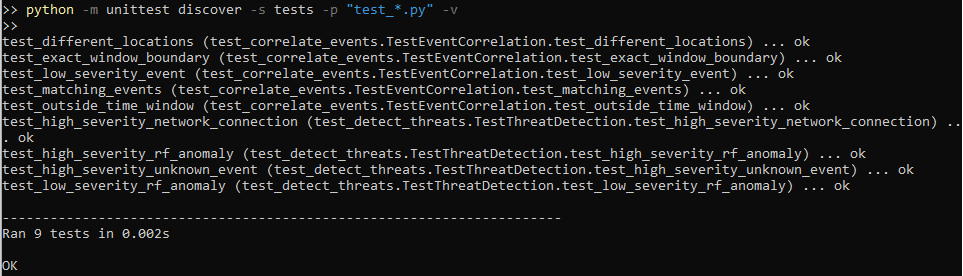 >> python -m unittest discover -s tests -p "test_*.py" -v
>>
test_different_locations (test_correlate_events.TestEventCorrelation.test_different_locations) ... ok
test_exact_window_boundary (test_correlate_events.TestEventCorrelation.test_exact_window_boundary) ... ok
test_low_severity_event (test_correlate_events.TestEventCorrelation.test_low_severity_event) ... ok
test_matching_events (test_correlate_events.TestEventCorrelation.test_matching_events) ... ok
test_outside_time_window (test_correlate_events.TestEventCorrelation.test_outside_time_window) ... ok
test_high_severity_network_connection (test_detect_threats.TestThreatDetection.test_high_severity_network_connection) ..
. ok
test_high_severity_rf_anomaly (test_detect_threats.TestThreatDetection.test_high_severity_rf_anomaly) ... ok
test_high_severity_unknown_event (test_detect_threats.TestThreatDetection.test_high_severity_unknown_event) ... ok
test_low_severity_rf_anomaly (test_detect_threats.TestThreatDetection.test_low_severity_rf_anomaly) ... ok
----------------------------------------------------------------------
Ran 9 tests in 0.002s
OK